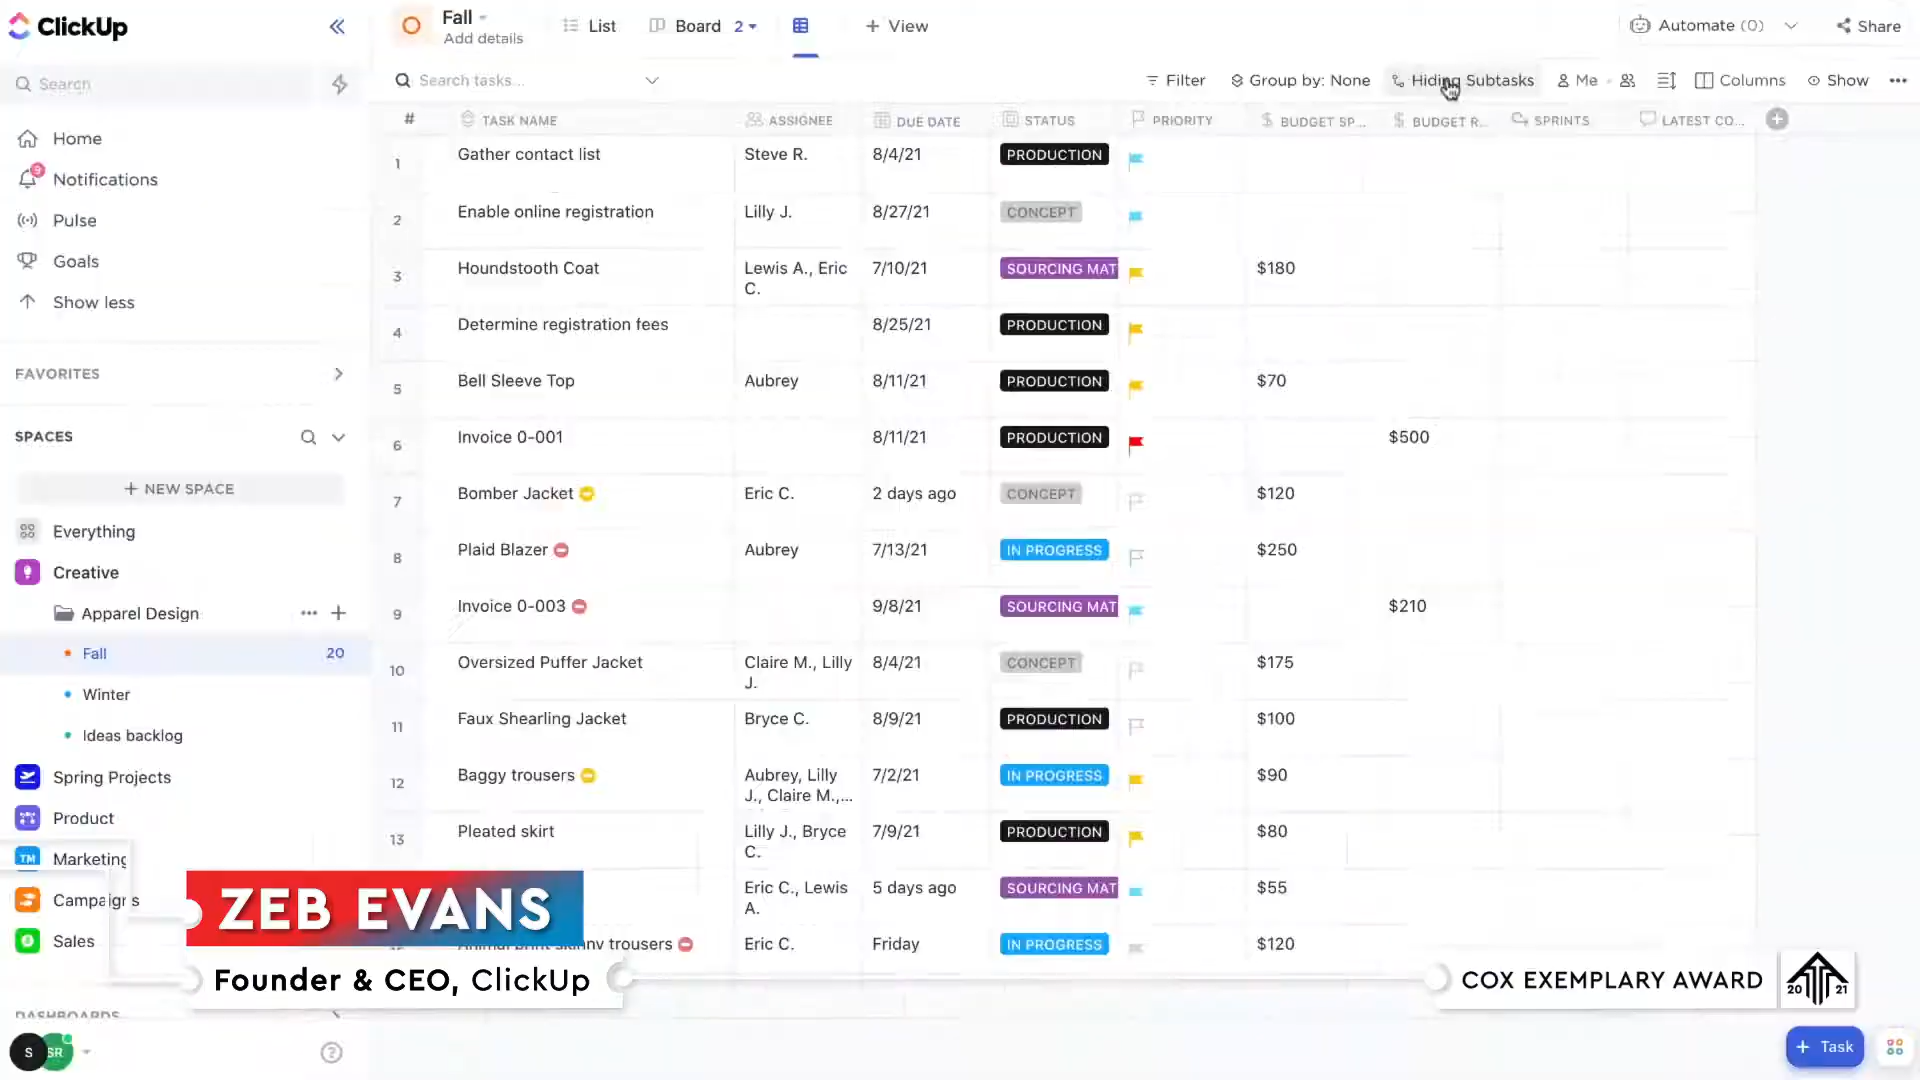 ClickUp
Fall
Add details
List
Board 2
+ View
Automate (0)
Share
Search
Search tasks...
Filter
Group by: None
Hiding Subtasks
Me
Columns
Show
# TASK NAME ASSIGNEE DUE DATE STATUS PRIORITY BUDGET SP... BUDGET R... SPRINTS LATEST CO...
Home
9
Notifications
Pulse
Goals
Show less
FAVORITES
SPACES
+ NEW SPACE
Everything
Creative
Apparel Design
Fall 20
Winter
Ideas backlog
Spring Projects
Product
TM Marketing
Campaigns
Sales
S SR
1 Gather contact list Steve R. 8/4/21 PRODUCTION
2 Enable online registration Lilly J. 8/27/21 CONCEPT
3 Houndstooth Coat Lewis A., Eric C. 7/10/21 SOURCING MAT $180
4 Determine registration fees 8/25/21 PRODUCTION
5 Bell Sleeve Top Aubrey 8/11/21 PRODUCTION $70
6 Invoice 0-001 8/11/21 PRODUCTION $500
7 Bomber Jacket Eric C. 2 days ago CONCEPT $120
8 Plaid Blazer Aubrey 7/13/21 IN PROGRESS $250
9 Invoice 0-003 9/8/21 SOURCING MAT $210
10 Oversized Puffer Jacket Claire M., Lilly J. 8/4/21 CONCEPT $175
11 Faux Shearling Jacket Bryce C. 8/9/21 PRODUCTION $100
12 Baggy trousers Aubrey, Lilly J., Claire M.,... 7/2/21 IN PROGRESS $90
13 Pleated skirt Lilly J., Bryce C. 7/9/21 PRODUCTION $80
Eric C., Lewis A. 5 days ago SOURCING MAT $55
trousers Eric C. Friday IN PROGRESS $120
ZEB EVANS
Founder & CEO, ClickUp
COX EXEMPLARY AWARD
20 21
+ Task